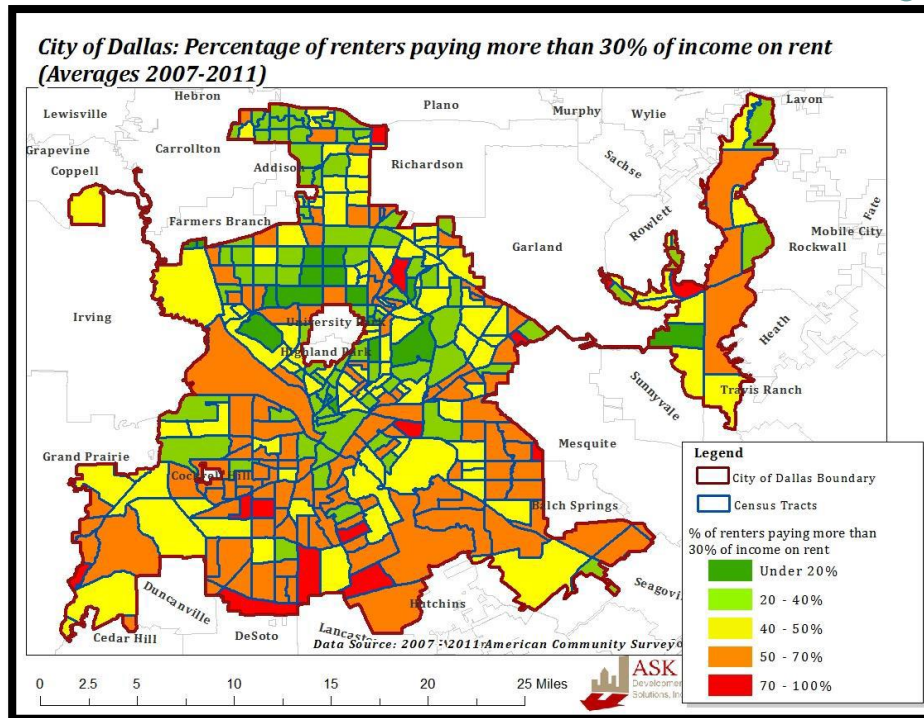 City of Dallas: Percentage of renters paying more than 30% of income on rent
(Averages 2007-2011)
Hebron
Lewisville
Plano
Murphy
Wylie
Lavon
Grapevine
Carrollton
Coppell
Addison
Richardson
Sachse
Farmers Branch
Garland
Rowlett
Fate
Mobile City
Rockwall
Irving
University Park
Highland Park
Heath
Sunnyvale
Travis Ranch
Mesquite
Grand Prairie
Cockrell Hill
Balch Springs
Duncanville
Hutchins
Cedar Hill
DeSoto
Data Source: 2007 - 2011 American Community Survey
Legend
City of Dallas Boundary
Census Tracts
% of renters paying more than
30% of income on rent
Under 20%
20 - 40%
40 - 50%
50 - 70%
70 - 100%
ASK
Solutions, Inc
0 2.5 5 10 15 20 25 Miles